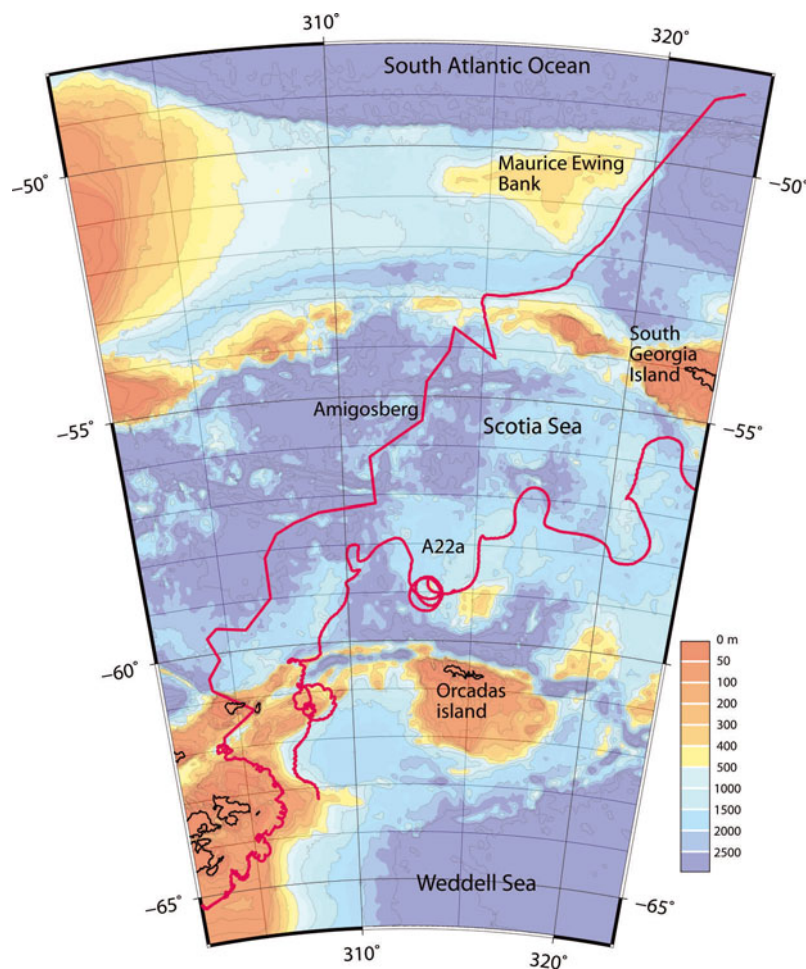 310˚
320˚
South Atlantic Ocean
−50˚
Maurice Ewing
Bank
−50˚
South
Georgia
Island
Amigosberg
Scotia Sea
−55˚
−55˚
A22a
−60˚
Orcadas
island
−60˚
0 m
50
100
200
300
400
500
1000
1500
2000
2500
Weddell Sea
−65˚
−65˚
310˚
320˚